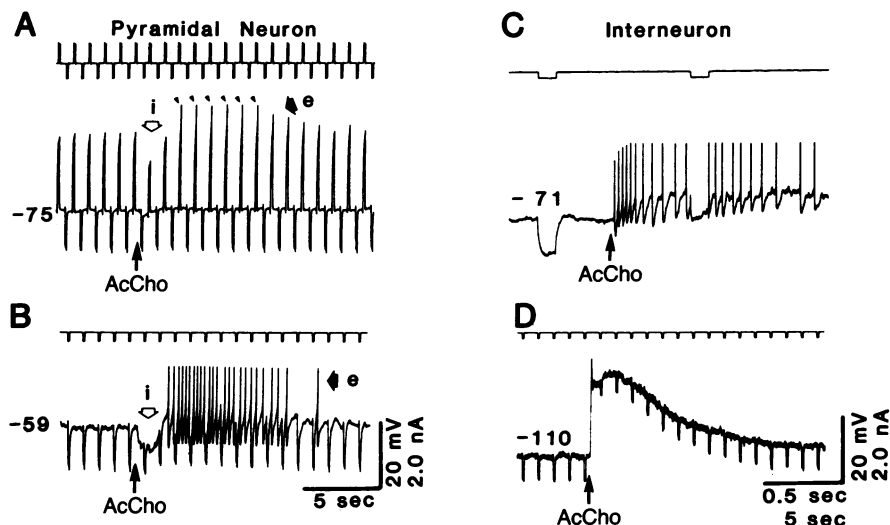 A
Pyramidal Neuron
i
e
-75
AcCho
B
i
e
-59
20 mV
2.0 nA
5 sec
AcCho
C
Interneuron
- 71
AcCho
D
-110
20 mV
2.0 nA
0.5 sec
5 sec
AcCho